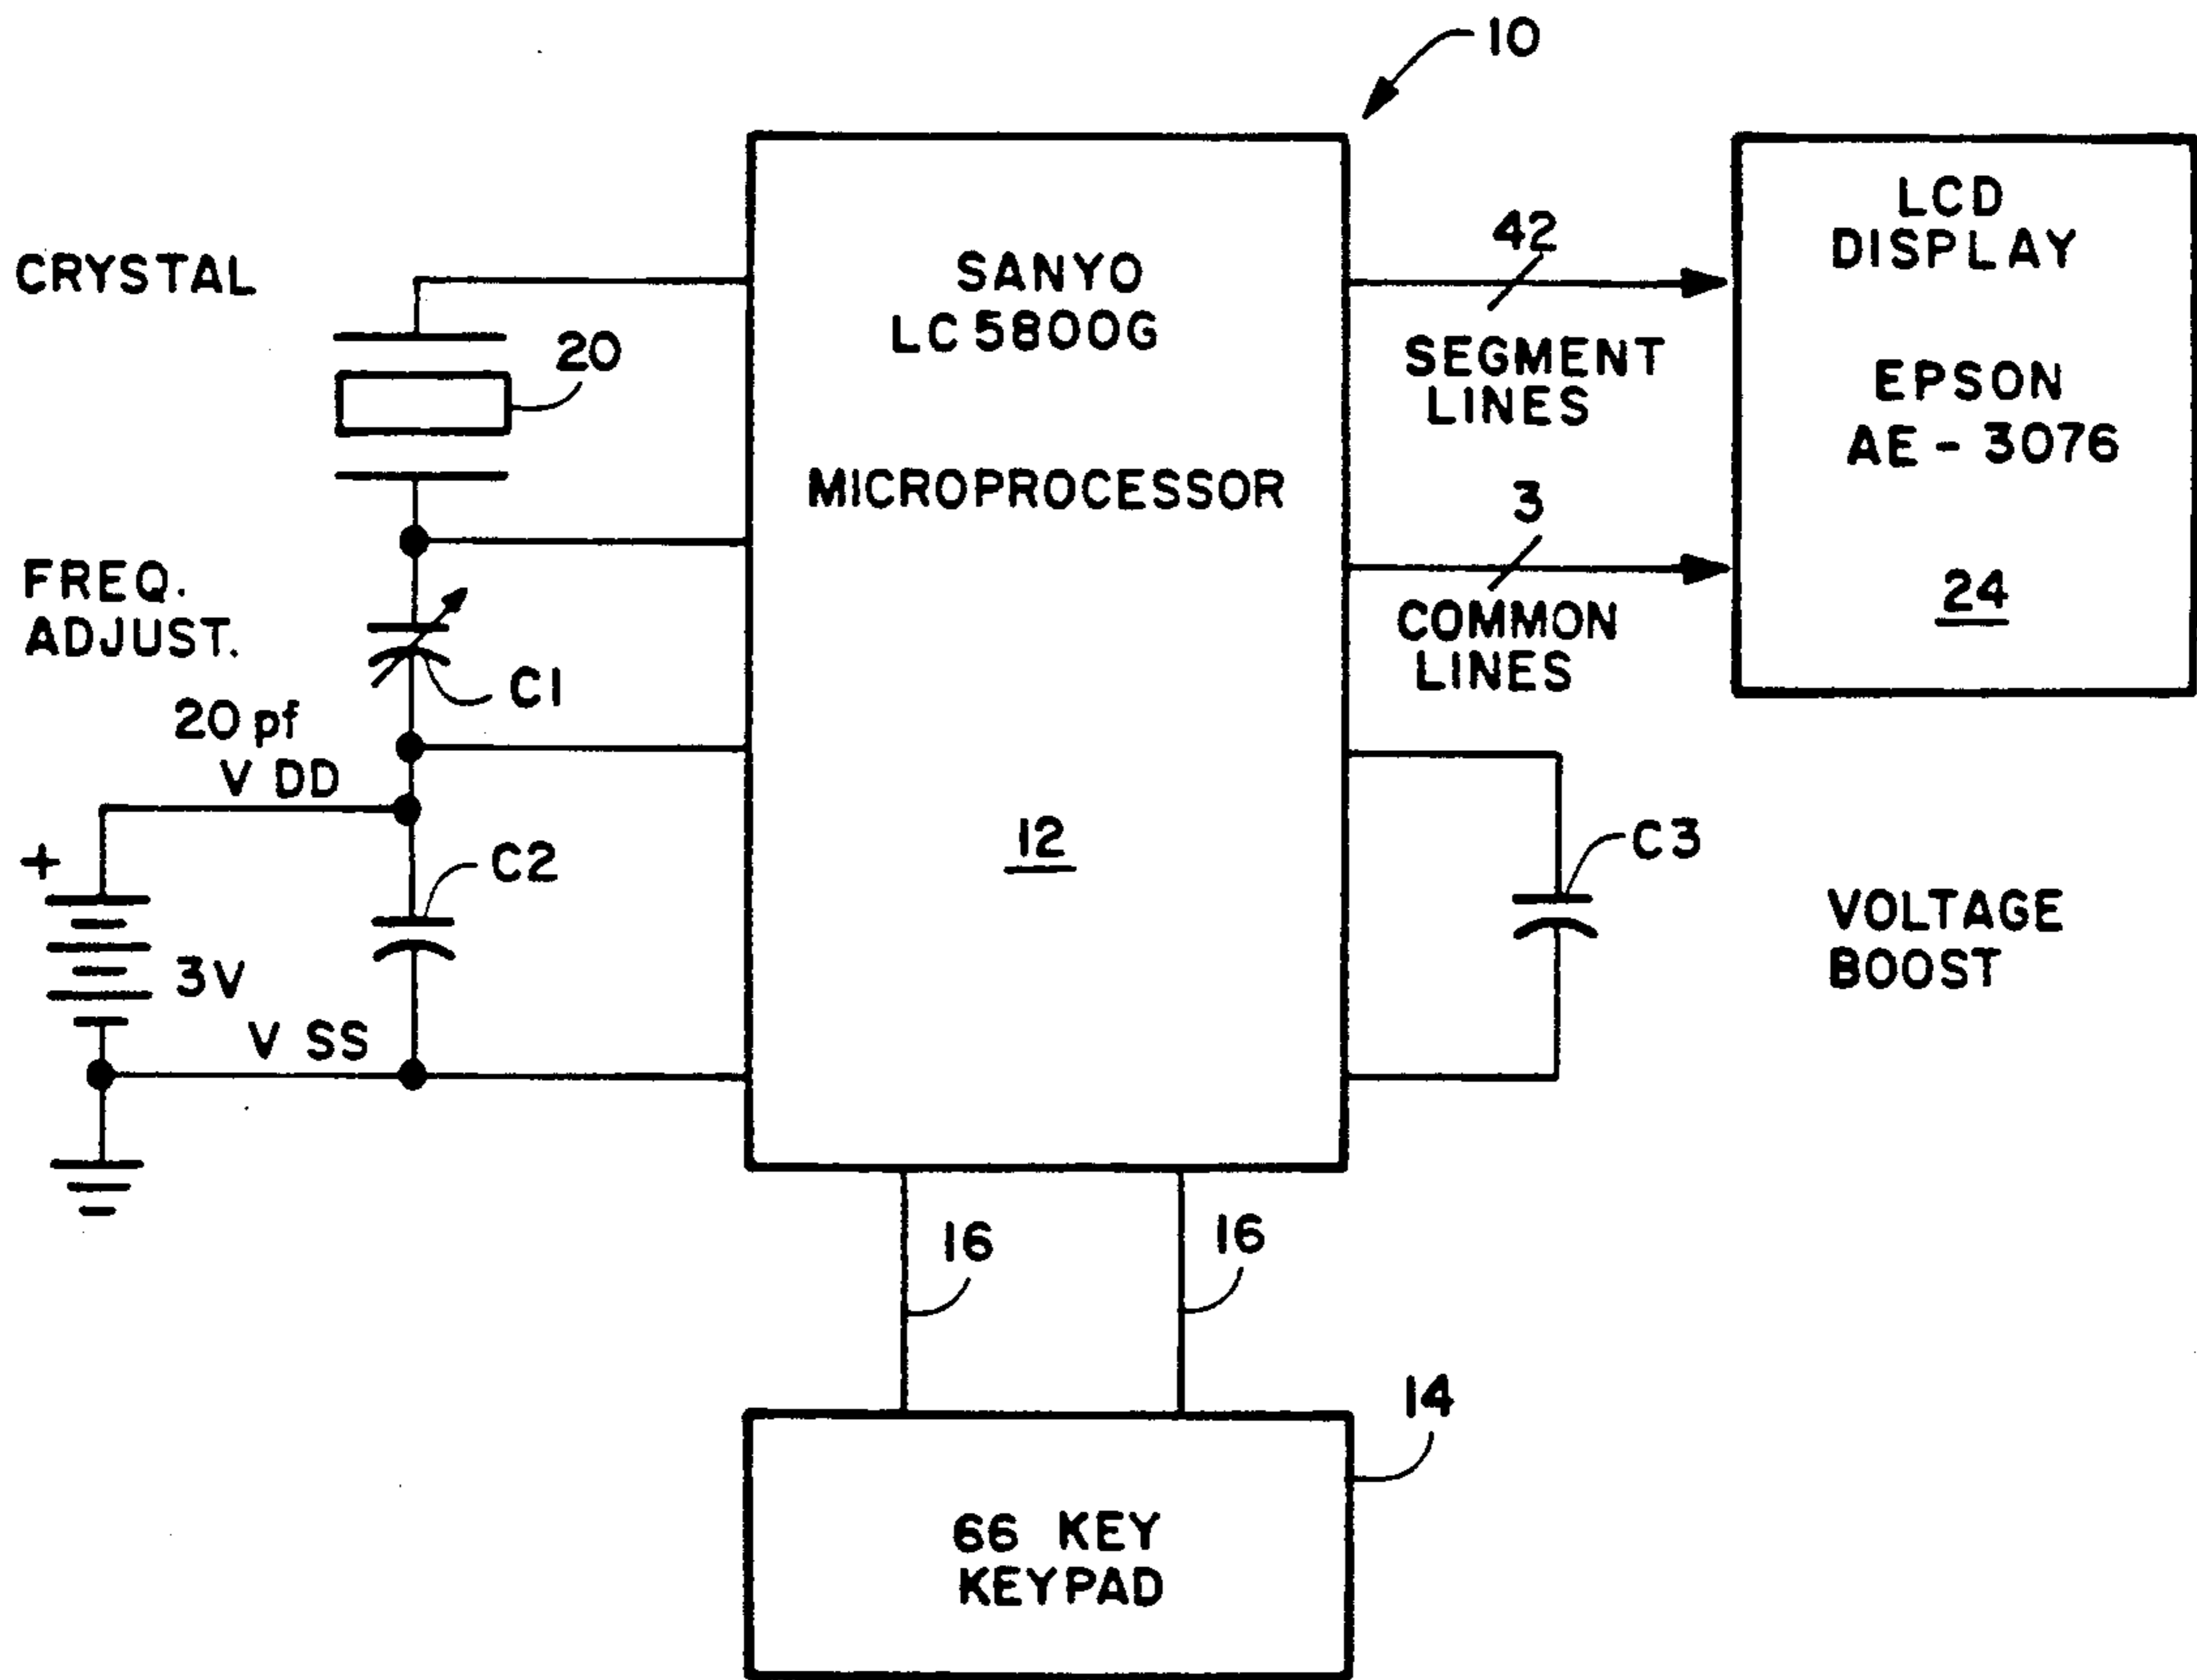 10
CRYSTAL
20
FREQ.
ADJUST.
C1
20 pf
V DD
+
C2
3V
V SS
SANYO
LC 5800G
MICROPROCESSOR
12
42
SEGMENT
LINES
3
COMMON
LINES
LCD
DISPLAY
EPSON
AE - 3076
24
C3
VOLTAGE
BOOST
16
16
14
66 KEY
KEYPAD